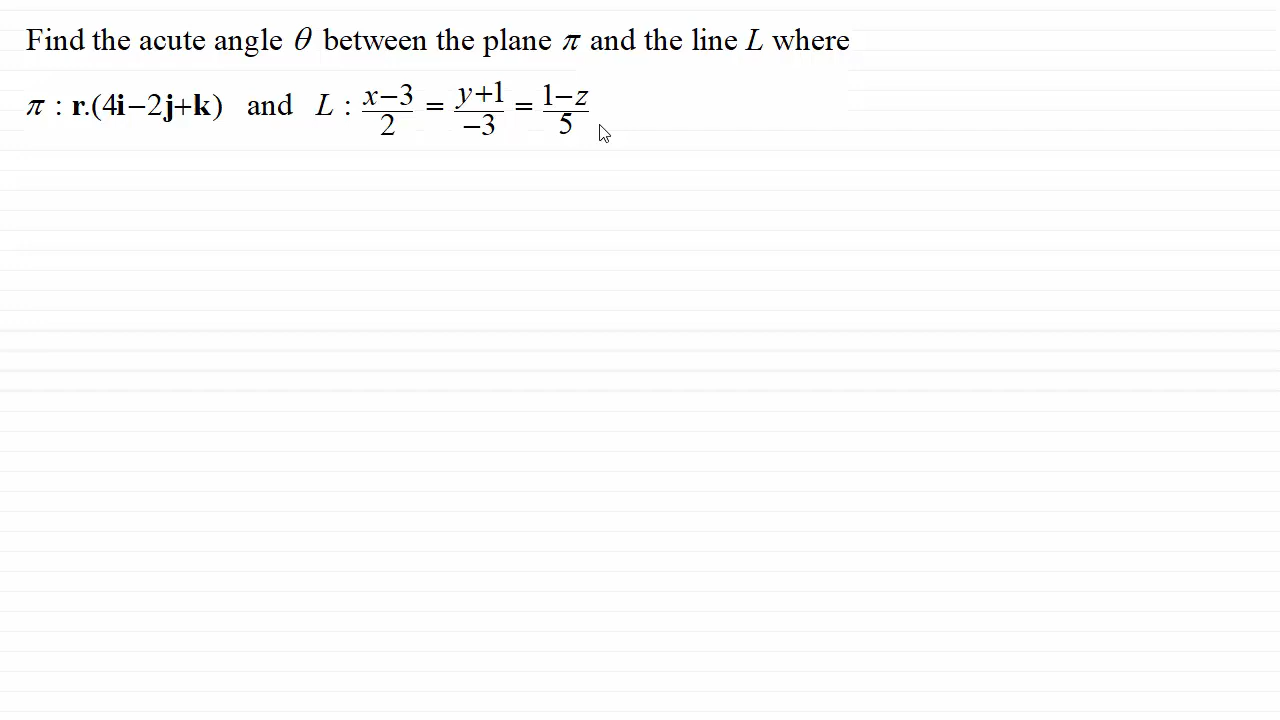 Find the acute angle θ between the plane π and the line L where
π : r.(4i−2j+k) and L : x−3/2 = y+1/−3 = 1−z/5